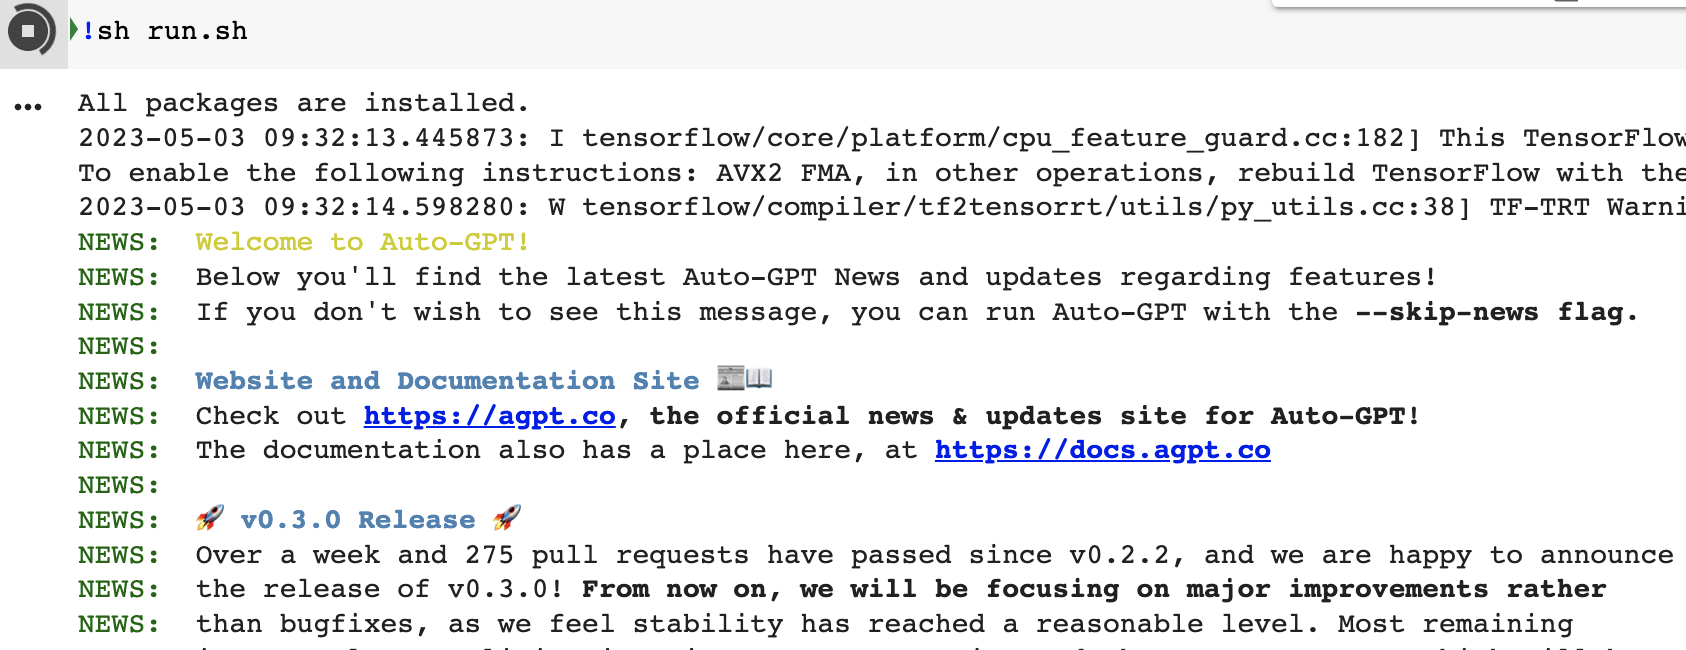 !sh run.sh
All packages are installed.
2023-05-03 09:32:13.445873: I tensorflow/core/platform/cpu_feature_guard.cc:182] This TensorFlow
To enable the following instructions: AVX2 FMA, in other operations, rebuild TensorFlow with the
2023-05-03 09:32:14.598280: W tensorflow/compiler/tf2tensorrt/utils/py_utils.cc:38] TF-TRT Warni
NEWS: Welcome to Auto-GPT!
NEWS: Below you'll find the latest Auto-GPT News and updates regarding features!
NEWS: If you don't wish to see this message, you can run Auto-GPT with the --skip-news flag.
NEWS:
NEWS: Website and Documentation Site 📰📖
NEWS: Check out https://agpt.co, the official news & updates site for Auto-GPT!
NEWS: The documentation also has a place here, at https://docs.agpt.co
NEWS:
NEWS: 🚀 v0.3.0 Release 🚀
NEWS: Over a week and 275 pull requests have passed since v0.2.2, and we are happy to announce
NEWS: the release of v0.3.0! From now on, we will be focusing on major improvements rather
NEWS: than bugfixes, as we feel stability has reached a reasonable level. Most remaining